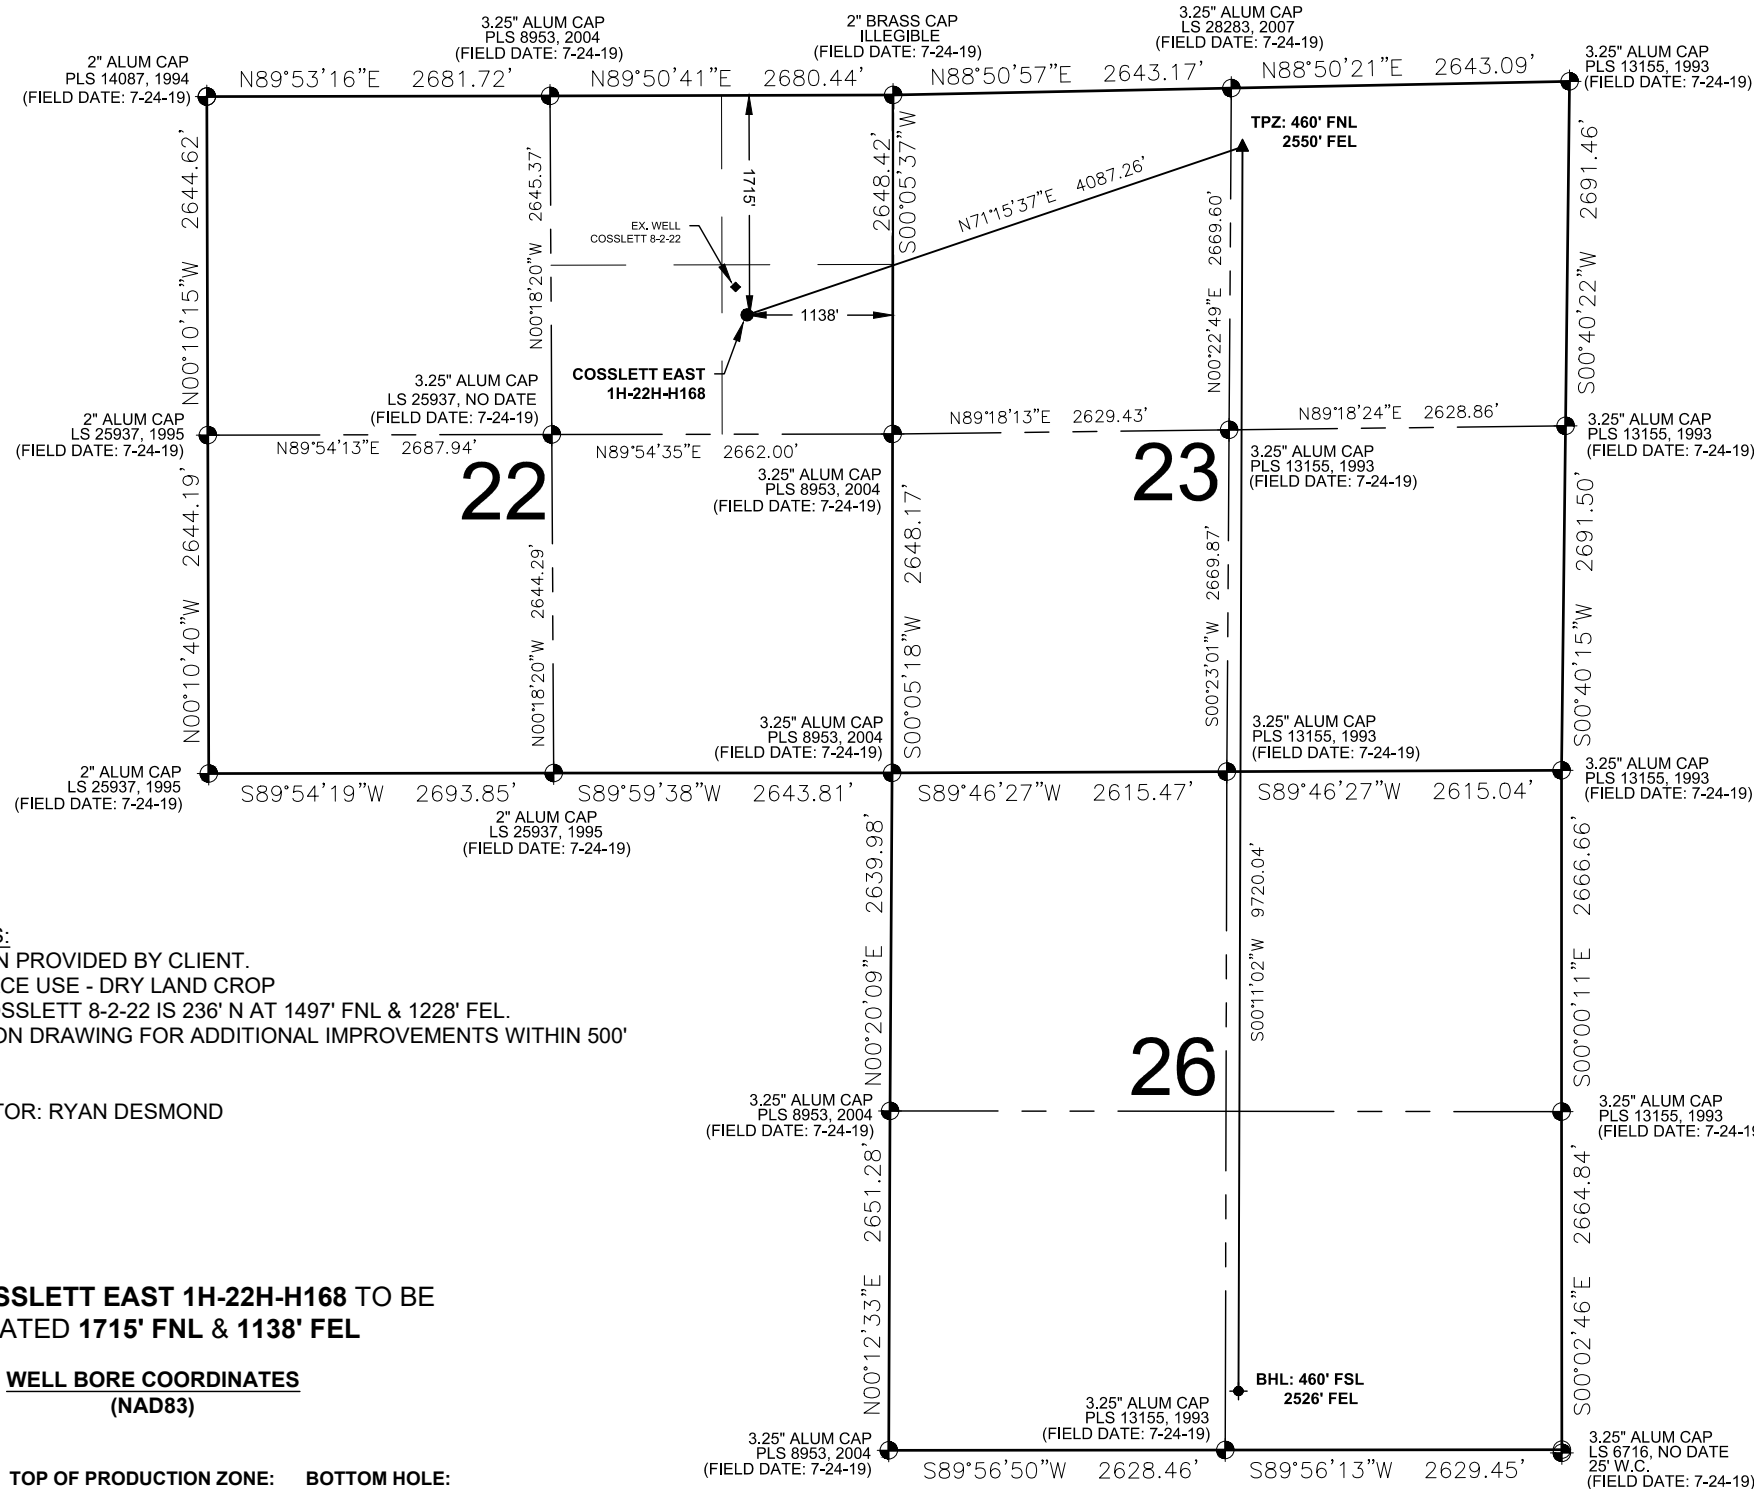 3.25" ALUM CAP
PLS 8953, 2004
(FIELD DATE: 7-24-19)
2" BRASS CAP
ILLEGIBLE
(FIELD DATE: 7-24-19)
3.25" ALUM CAP
LS 28283, 2007
(FIELD DATE: 7-24-19)
2" ALUM CAP
PLS 14087, 1994
(FIELD DATE: 7-24-19)
3.25" ALUM CAP
PLS 13155, 1993
(FIELD DATE: 7-24-19)
N89°53'16"E 2681.72'
N89°50'41"E 2680.44'
N88°50'57"E 2643.17'
N88°50'21"E 2643.09'
N00°10'15"W 2644.62'
N00°18'20"W 2645.37'
1715'
2648.42'
S00°05'37"W
TPZ: 460' FNL
2550' FEL
N71°15'37"E 4087.26'
N00°22'49"E 2669.60'
S00°40'22"W 2691.46'
EX. WELL
COSSLETT 8-2-22
1138'
COSSLETT EAST
1H-22H-H168
3.25" ALUM CAP
LS 25937, NO DATE
(FIELD DATE: 7-24-19)
2" ALUM CAP
LS 25937, 1995
(FIELD DATE: 7-24-19)
N89°54'13"E 2687.94'
N89°54'35"E 2662.00'
N89°18'13"E 2629.43'
N89°18'24"E 2628.86'
3.25" ALUM CAP
PLS 13155, 1993
(FIELD DATE: 7-24-19)
22
23
3.25" ALUM CAP
PLS 8953, 2004
(FIELD DATE: 7-24-19)
3.25" ALUM CAP
PLS 13155, 1993
(FIELD DATE: 7-24-19)
N00°10'40"W 2644.19'
N00°18'20"W 2644.29'
S00°05'18"W 2648.17'
S00°23'01"W 2669.87'
S00°40'15"W 2691.50'
3.25" ALUM CAP
PLS 8953, 2004
(FIELD DATE: 7-24-19)
3.25" ALUM CAP
PLS 13155, 1993
(FIELD DATE: 7-24-19)
2" ALUM CAP
LS 25937, 1995
(FIELD DATE: 7-24-19)
3.25" ALUM CAP
PLS 13155, 1993
(FIELD DATE: 7-24-19)
S89°54'19"W 2693.85'
S89°59'38"W 2643.81'
S89°46'27"W 2615.47'
S89°46'27"W 2615.04'
2" ALUM CAP
LS 25937, 1995
(FIELD DATE: 7-24-19)
N00°20'09"E 2639.98'
S00°11'02"W 9720.04'
S00°00'11"E 2666.66'
S:
N PROVIDED BY CLIENT.
CE USE - DRY LAND CROP
OSSLETT 8-2-22 IS 236' N AT 1497' FNL & 1228' FEL.
ON DRAWING FOR ADDITIONAL IMPROVEMENTS WITHIN 500'
TOR: RYAN DESMOND
26
3.25" ALUM CAP
PLS 8953, 2004
(FIELD DATE: 7-24-19)
3.25" ALUM CAP
PLS 13155, 1993
(FIELD DATE: 7-24-19
N00°12'33"E 2651.28'
S00°02'46"E 2664.84'
SSLETT EAST 1H-22H-H168 TO BE
ATED 1715' FNL & 1138' FEL
WELL BORE COORDINATES
(NAD83)
BHL: 460' FSL
2526' FEL
3.25" ALUM CAP
PLS 13155, 1993
(FIELD DATE: 7-24-19)
3.25" ALUM CAP
PLS 8953, 2004
(FIELD DATE: 7-24-19)
3.25" ALUM CAP
LS 6716, NO DATE
25' W.C.
(FIELD DATE: 7-24-19)
S89°56'50"W 2628.46'
S89°56'13"W 2629.45'
TOP OF PRODUCTION ZONE: BOTTOM HOLE: